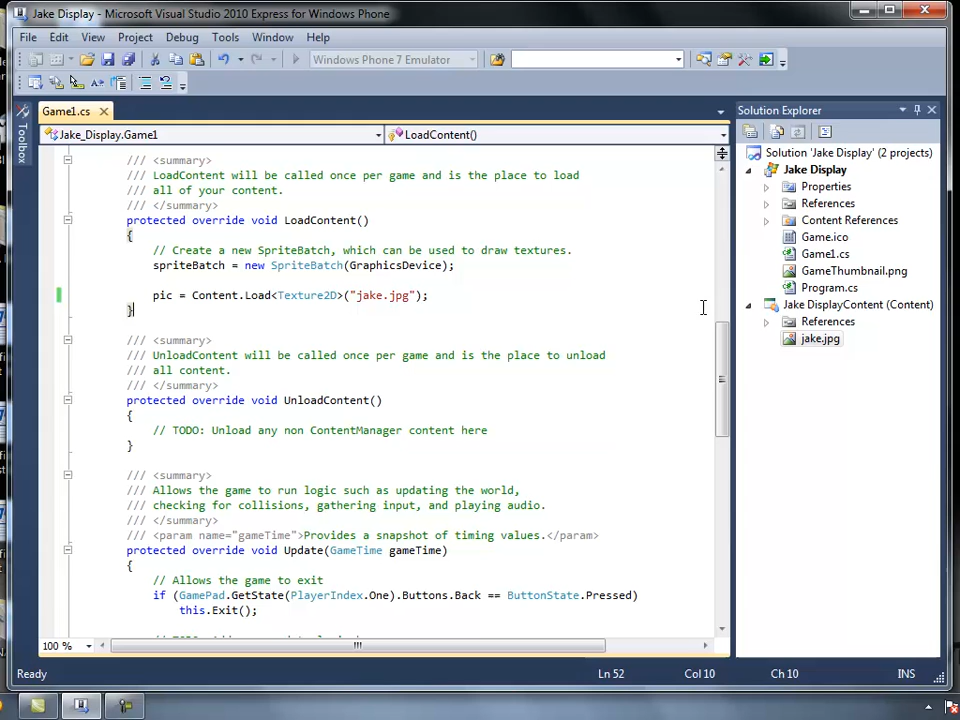 Jake Display - Microsoft Visual Studio 2010 Express for Windows Phone
File Edit View Project Debug Tools Window Help
Windows Phone 7 Emulator
Game1.cs
Jake_Display.Game1
LoadContent()
/// <summary>
/// LoadContent will be called once per game and is the place to load
/// all of your content.
/// </summary>
protected override void LoadContent()
{
// Create a new SpriteBatch, which can be used to draw textures.
spriteBatch = new SpriteBatch(GraphicsDevice);
pic = Content.Load<Texture2D>("jake.jpg");
}
/// <summary>
/// UnloadContent will be called once per game and is the place to unload
/// all content.
/// </summary>
protected override void UnloadContent()
{
// TODO: Unload any non ContentManager content here
}
/// <summary>
/// Allows the game to run logic such as updating the world,
/// checking for collisions, gathering input, and playing audio.
/// </summary>
/// <param name="gameTime">Provides a snapshot of timing values.</param>
protected override void Update(GameTime gameTime)
{
// Allows the game to exit
if (GamePad.GetState(PlayerIndex.One).Buttons.Back == ButtonState.Pressed)
this.Exit();
100 %
Toolbox
Solution Explorer
Solution 'Jake Display' (2 projects)
Jake Display
Properties
References
Content References
Game.ico
Game1.cs
GameThumbnail.png
Program.cs
Jake DisplayContent (Content)
References
jake.jpg
Ready Ln 52 Col 10 Ch 10 INS